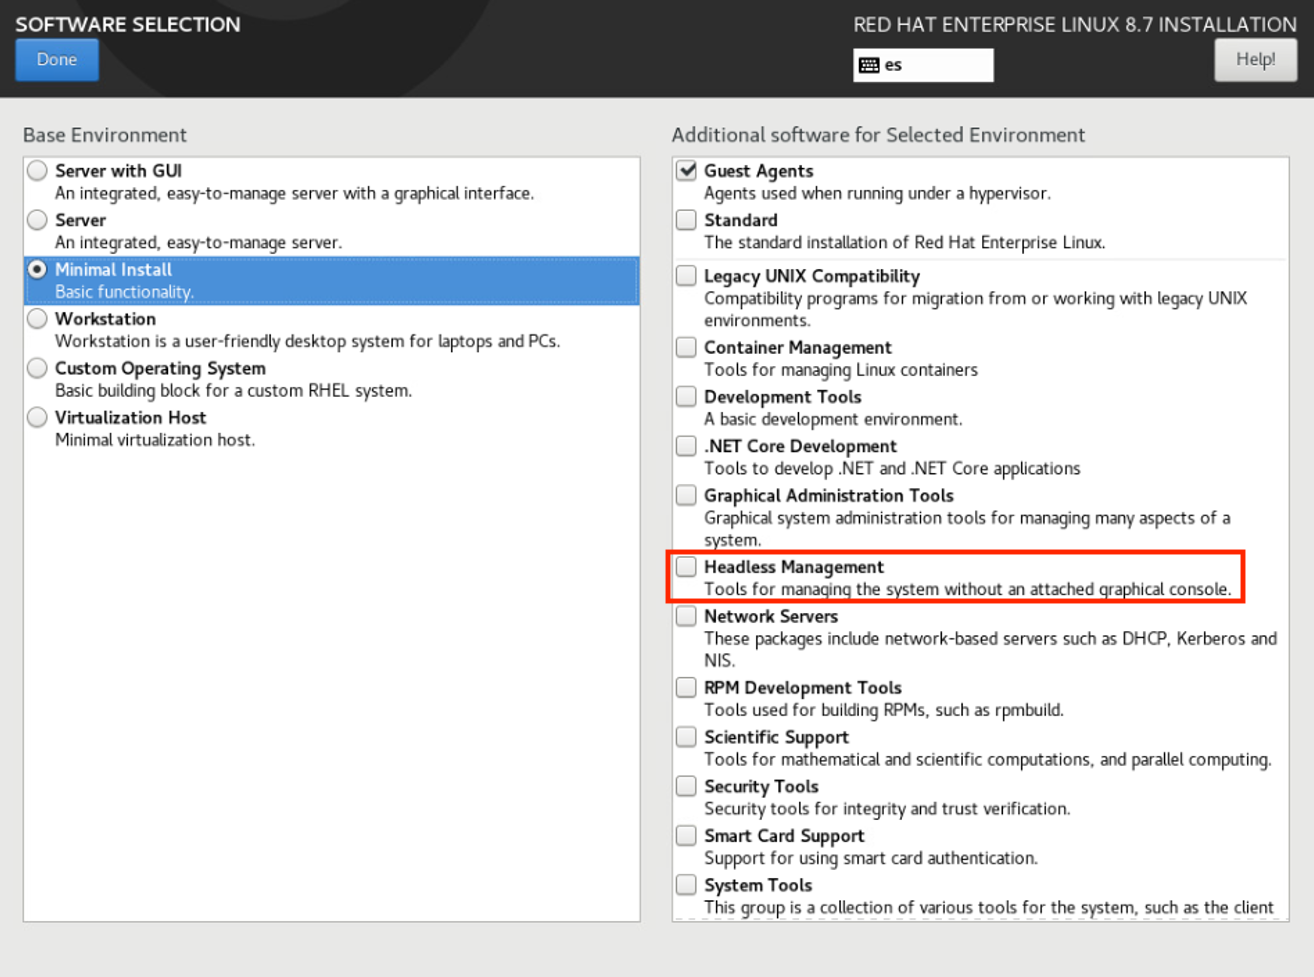 SOFTWARE SELECTION
RED HAT ENTERPRISE LINUX 8.7 INSTALLATION
Done
es
Help!
Base Environment
Server with GUI
An integrated, easy-to-manage server with a graphical interface.
Server
An integrated, easy-to-manage server.
Minimal Install
Basic functionality.
Workstation
Workstation is a user-friendly desktop system for laptops and PCs.
Custom Operating System
Basic building block for a custom RHEL system.
Virtualization Host
Minimal virtualization host.
Additional software for Selected Environment
Guest Agents
Agents used when running under a hypervisor.
Standard
The standard installation of Red Hat Enterprise Linux.
Legacy UNIX Compatibility
Compatibility programs for migration from or working with legacy UNIX
environments.
Container Management
Tools for managing Linux containers
Development Tools
A basic development environment.
.NET Core Development
Tools to develop .NET and .NET Core applications
Graphical Administration Tools
Graphical system administration tools for managing many aspects of a
system.
Headless Management
Tools for managing the system without an attached graphical console.
Network Servers
These packages include network-based servers such as DHCP, Kerberos and
NIS.
RPM Development Tools
Tools used for building RPMs, such as rpmbuild.
Scientific Support
Tools for mathematical and scientific computations, and parallel computing.
Security Tools
Security tools for integrity and trust verification.
Smart Card Support
Support for using smart card authentication.
System Tools
This group is a collection of various tools for the system, such as the client